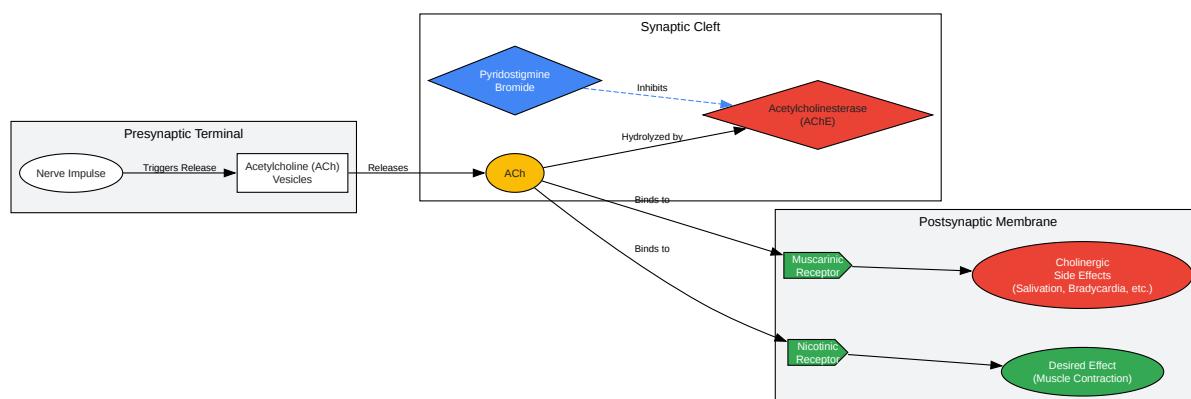 Synaptic Cleft
Pyridostigmine
Bromide
Inhibits
Acetylcholinesterase
(AChE)
Presynaptic Terminal
Nerve Impulse
Triggers Release
Acetylcholine (ACh)
Vesicles
Releases
ACh
Hydrolyzed by
Binds to
Binds to
Postsynaptic Membrane
Muscarinic
Receptor
Cholinergic
Side Effects
(Salivation, Bradycardia, etc.)
Nicotinic
Receptor
Desired Effect
(Muscle Contraction)